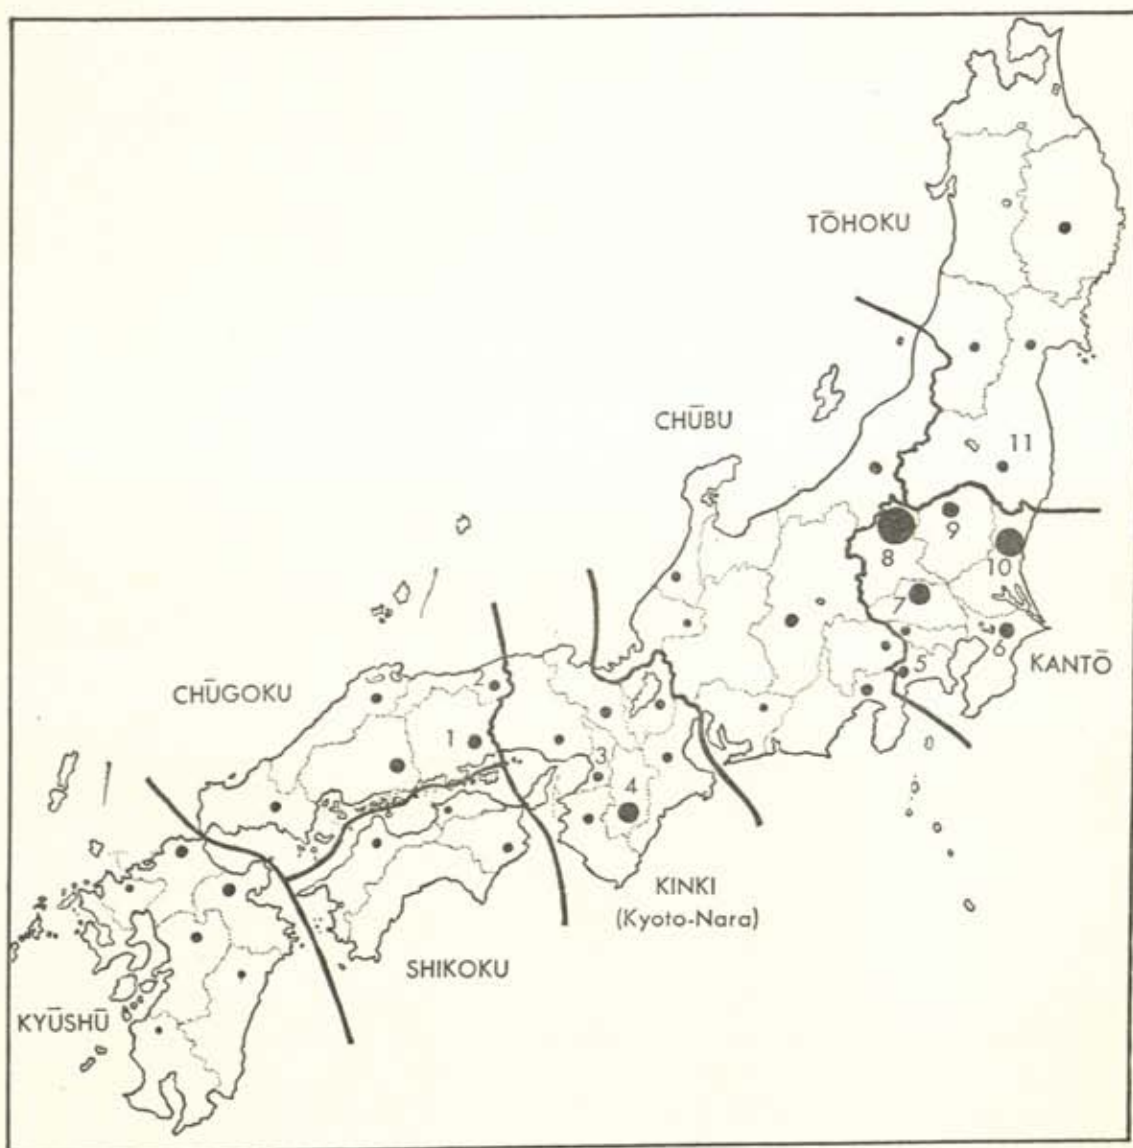 TŌHOKU
CHŪBU
11
9
8
10
7
6
5
KANTŌ
CHŪGOKU
2
1
3
4
KINKI
(Kyoto-Nara)
SHIKOKU
KYŪSHŪ